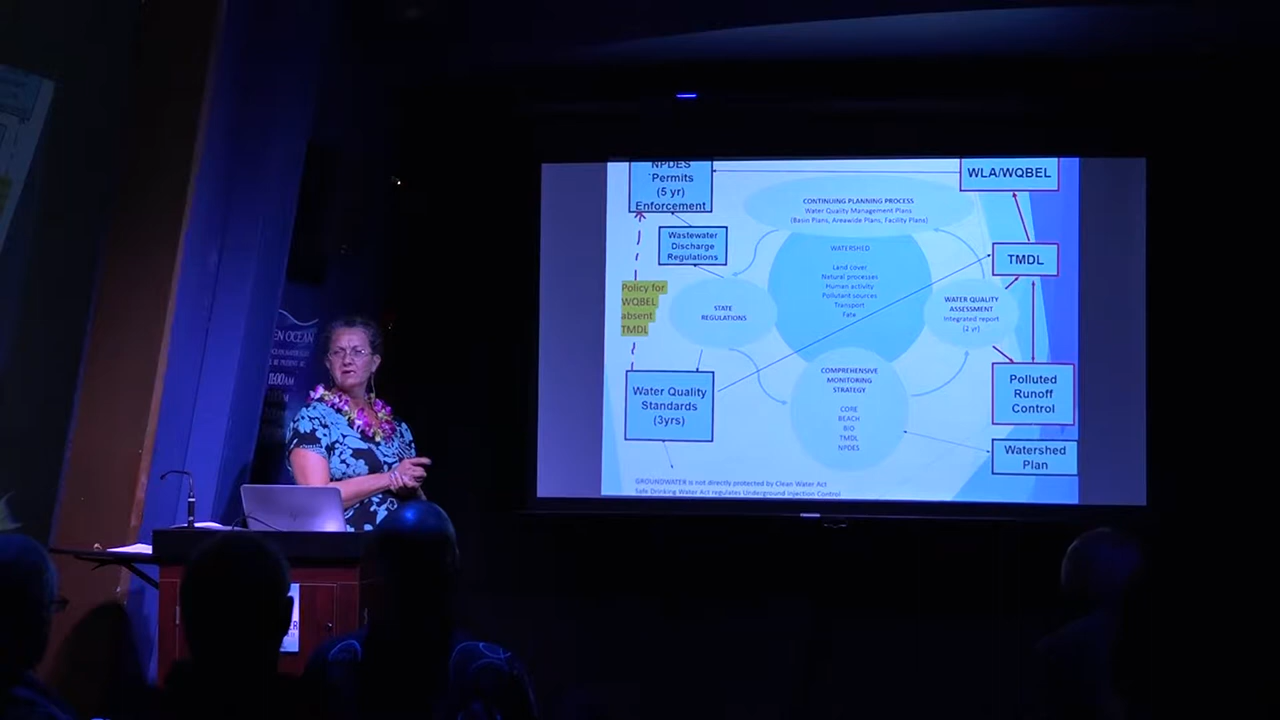 NPDES
Permits
(5 yr)
Enforcement
WLA/WQBEL
CONTINUING PLANNING PROCESS
Water Quality Management Plans
(Basin Plans, Areawide Plans, Facility Plans)
Wastewater
Discharge
Regulations
WATERSHED
Land cover
Natural processes
Human activity
Pollutant sources
Transport
Fate
TMDL
Policy for
WQBEL
absent
TMDL
STATE
REGULATIONS
WATER QUALITY
ASSESSMENT
Integrated report
(2 yr)
Water Quality
Standards
(3yrs)
COMPREHENSIVE
MONITORING
STRATEGY
CORE
BEACH
BIO
TMDL
NPDES
Polluted
Runoff
Control
Watershed
Plan
GROUNDWATER is not directly protected by Clean Water Act
Safe Drinking Water Act regulates Underground Injection Control
EN OCEAN
11:00AM